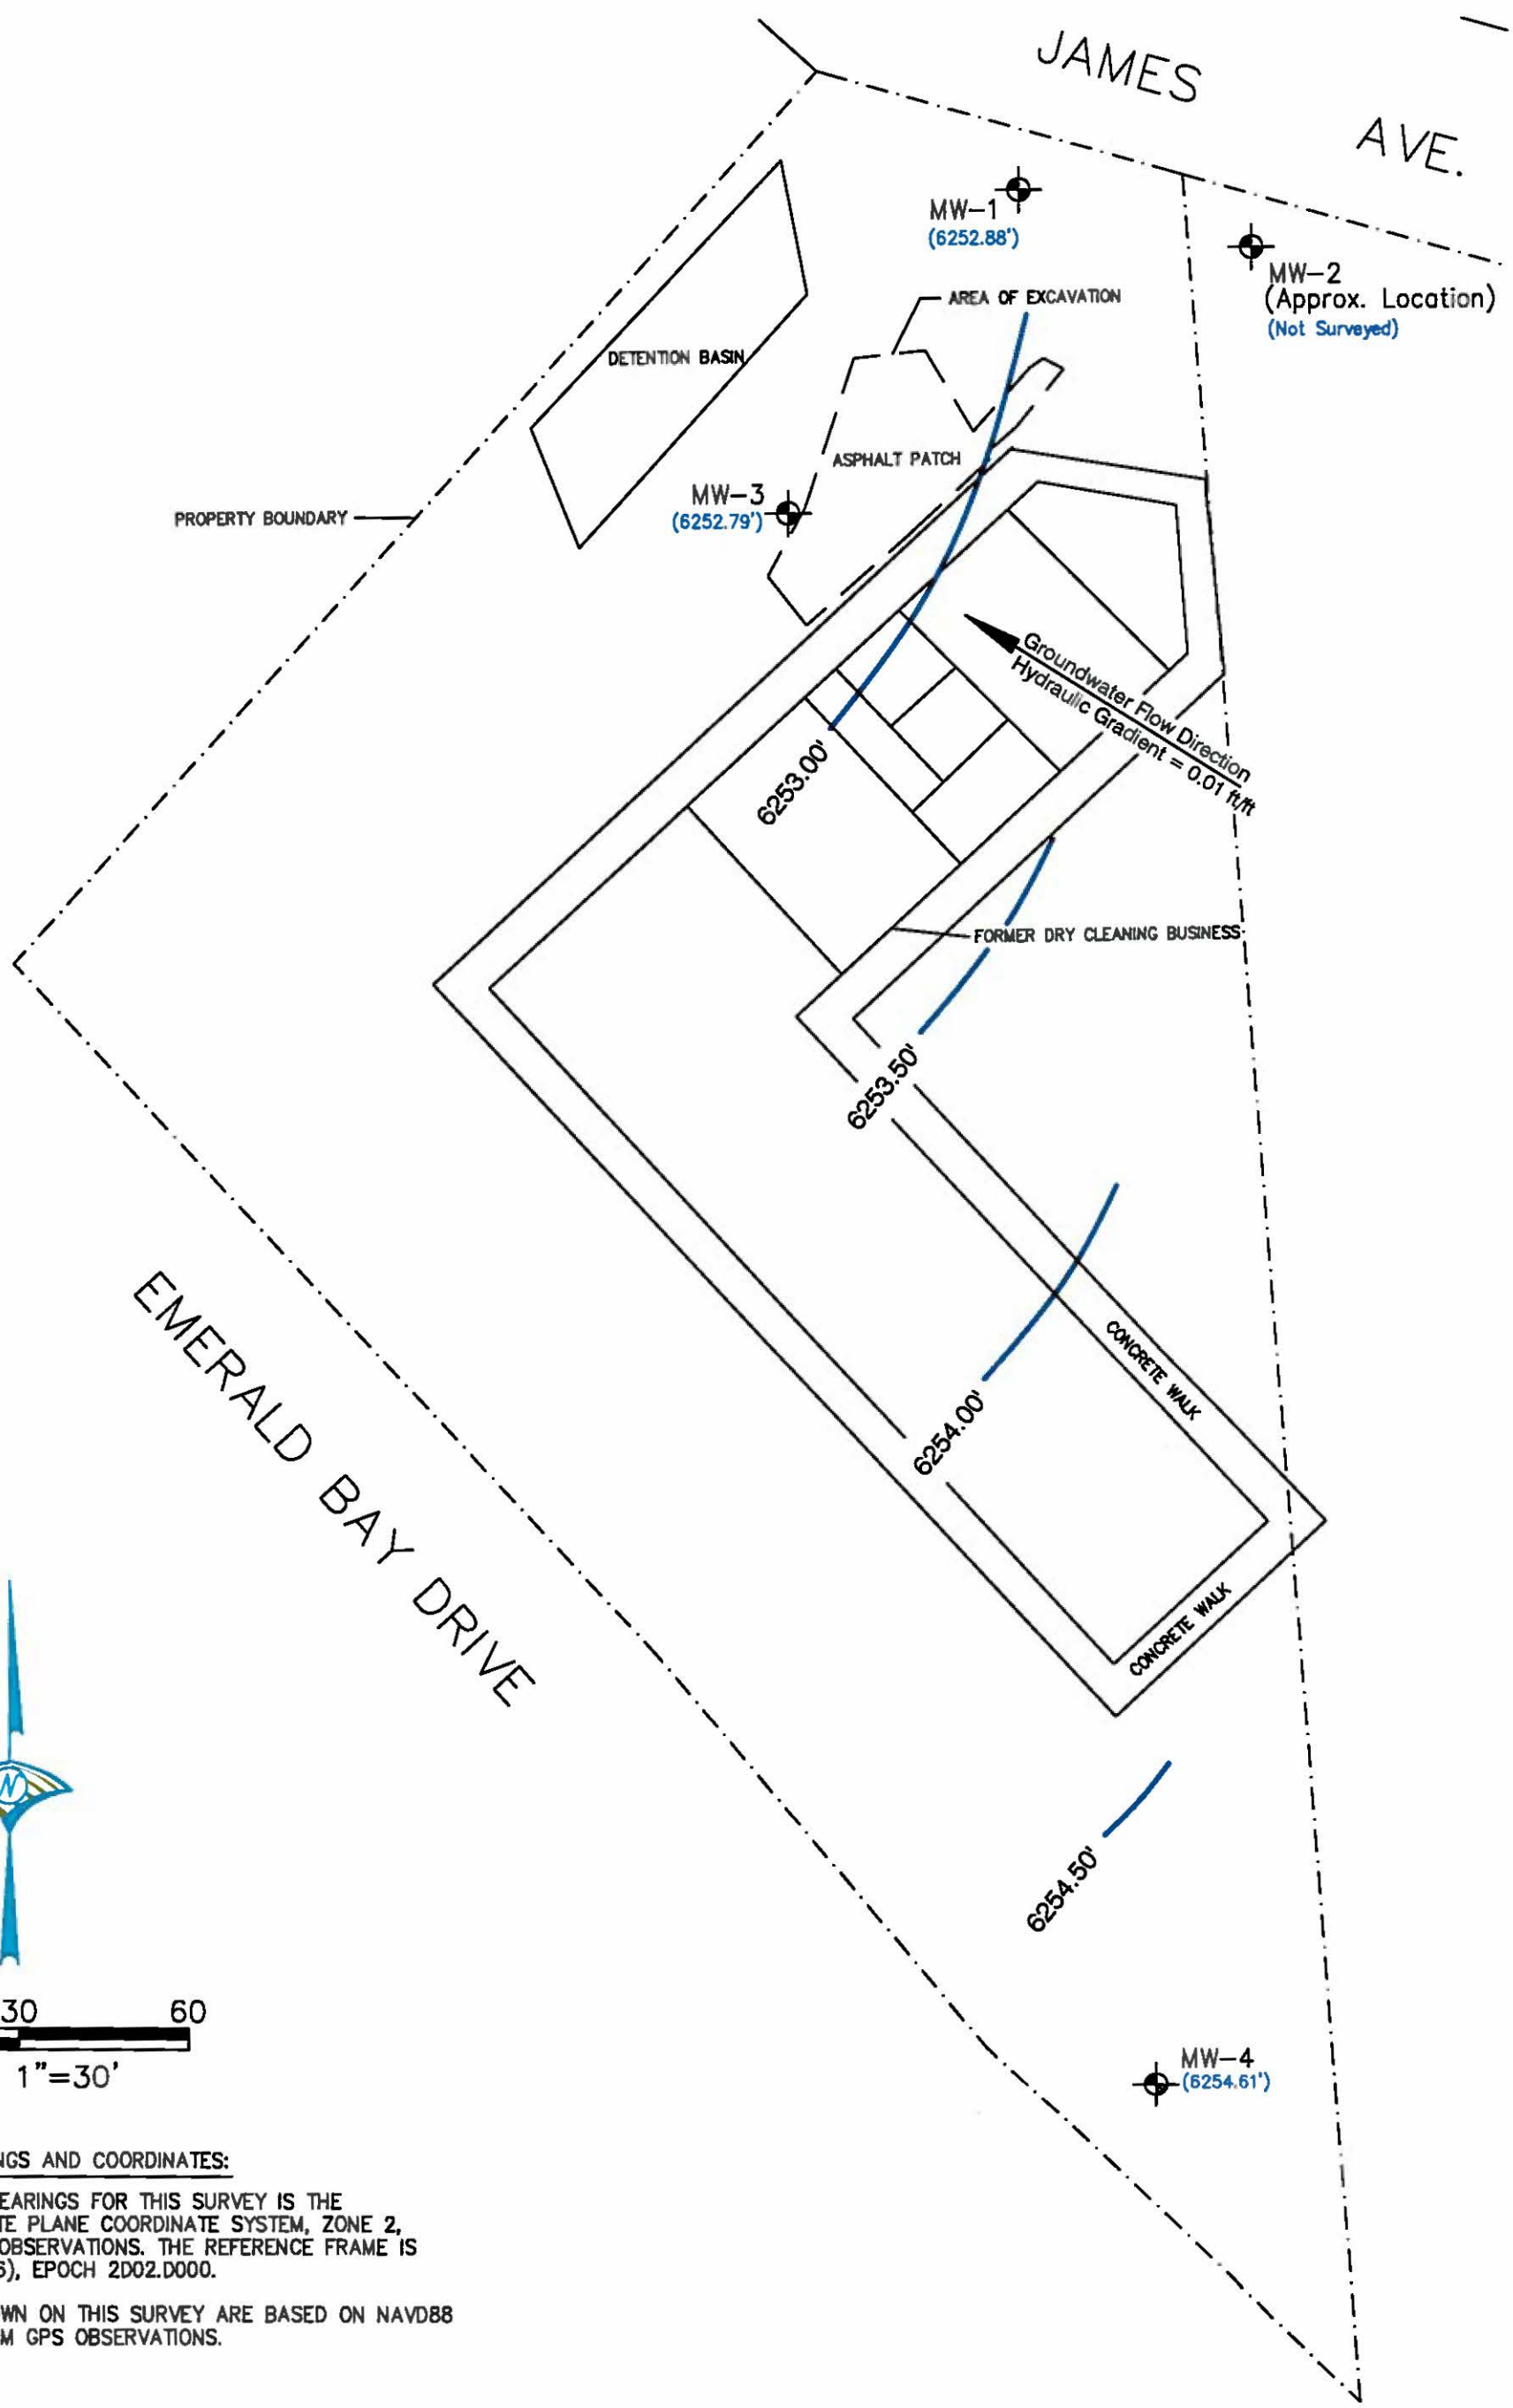 JAMES AVE.
MW-1
(6252.88')
MW-2
(Approx. Location)
(Not Surveyed)
AREA OF EXCAVATION
DETENTION BASIN
ASPHALT PATCH
MW-3
(6252.79')
PROPERTY BOUNDARY
Groundwater Flow Direction
Hydraulic Gradient = 0.01 ft/ft
6253.00'
FORMER DRY CLEANING BUSINESS
6253.50'
EMERALD BAY DRIVE
CONCRETE WALK
6254.00'
CONCRETE WALK
6254.50'
N
30 60
1"=30'
MW-4
(6254.61')
NGS AND COORDINATES:
EARINGS FOR THIS SURVEY IS THE
TE PLANE COORDINATE SYSTEM, ZONE 2,
OBSERVATIONS. THE REFERENCE FRAME IS
), EPOCH 2D02.D000.
WN ON THIS SURVEY ARE BASED ON NAVD88
M GPS OBSERVATIONS.